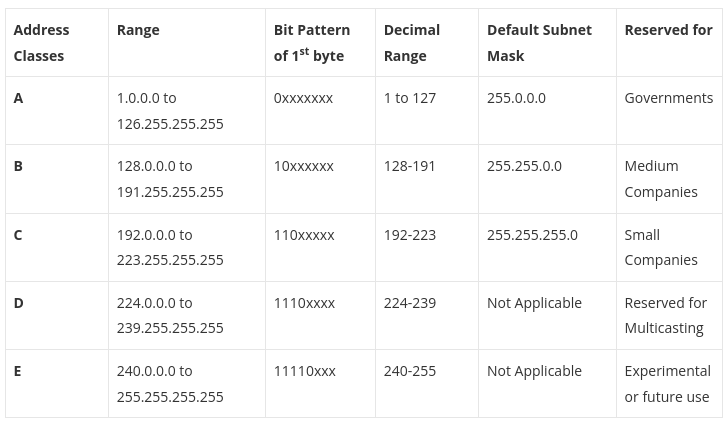 Address Classes | Range | Bit Pattern of 1st byte | Decimal Range | Default Subnet Mask | Reserved for
A | 1.0.0.0 to 126.255.255.255 | 0xxxxxxx | 1 to 127 | 255.0.0.0 | Governments
B | 128.0.0.0 to 191.255.255.255 | 10xxxxxx | 128-191 | 255.255.0.0 | Medium Companies
C | 192.0.0.0 to 223.255.255.255 | 110xxxxx | 192-223 | 255.255.255.0 | Small Companies
D | 224.0.0.0 to 239.255.255.255 | 1110xxxx | 224-239 | Not Applicable | Reserved for Multicasting
E | 240.0.0.0 to 255.255.255.255 | 11110xxx | 240-255 | Not Applicable | Experimental or future use